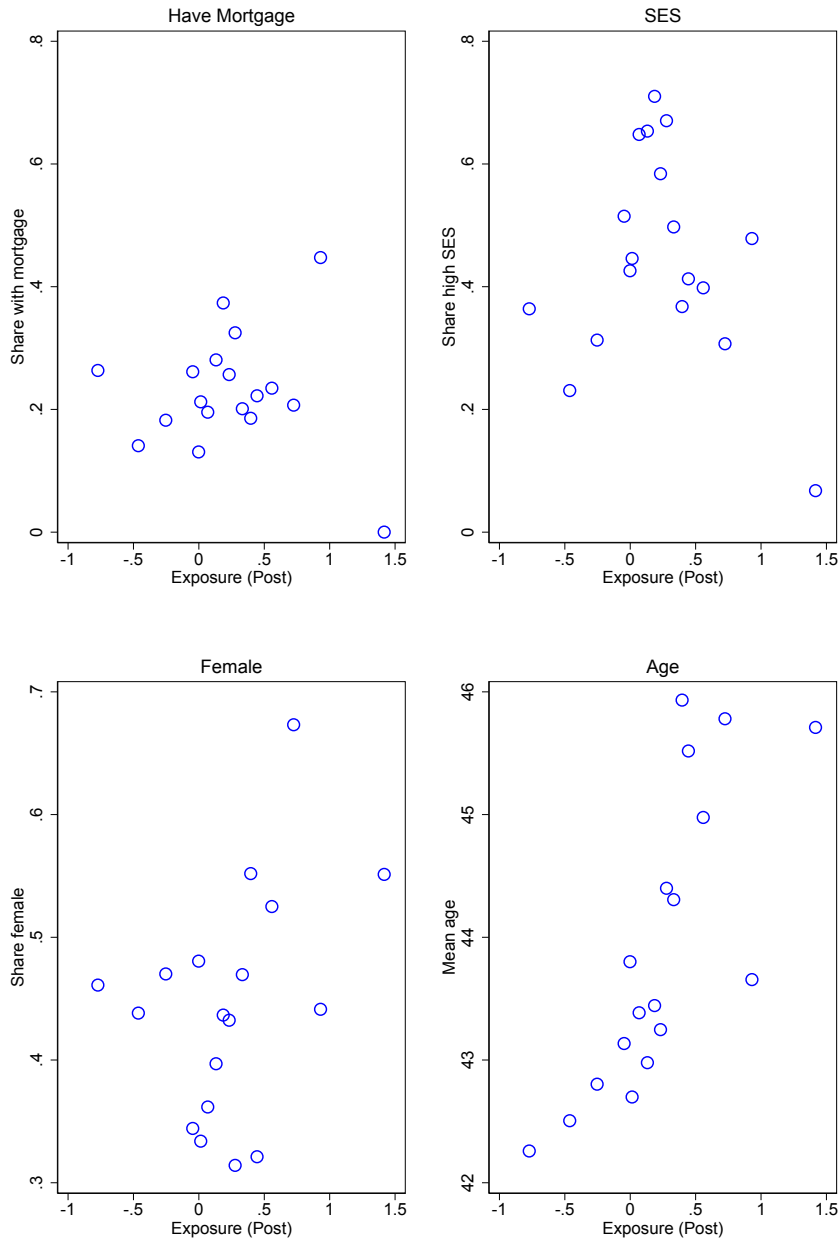 Have Mortgage
Share with mortgage
0 .2 .4 .6 .8
-1 -.5 0 .5 1 1.5
Exposure (Post)
SES
Share high SES
0 .2 .4 .6 .8
-1 -.5 0 .5 1 1.5
Exposure (Post)
Female
Share female
.3 .4 .5 .6 .7
-1 -.5 0 .5 1 1.5
Exposure (Post)
Age
Mean age
42 43 44 45 46
-1 -.5 0 .5 1 1.5
Exposure (Post)